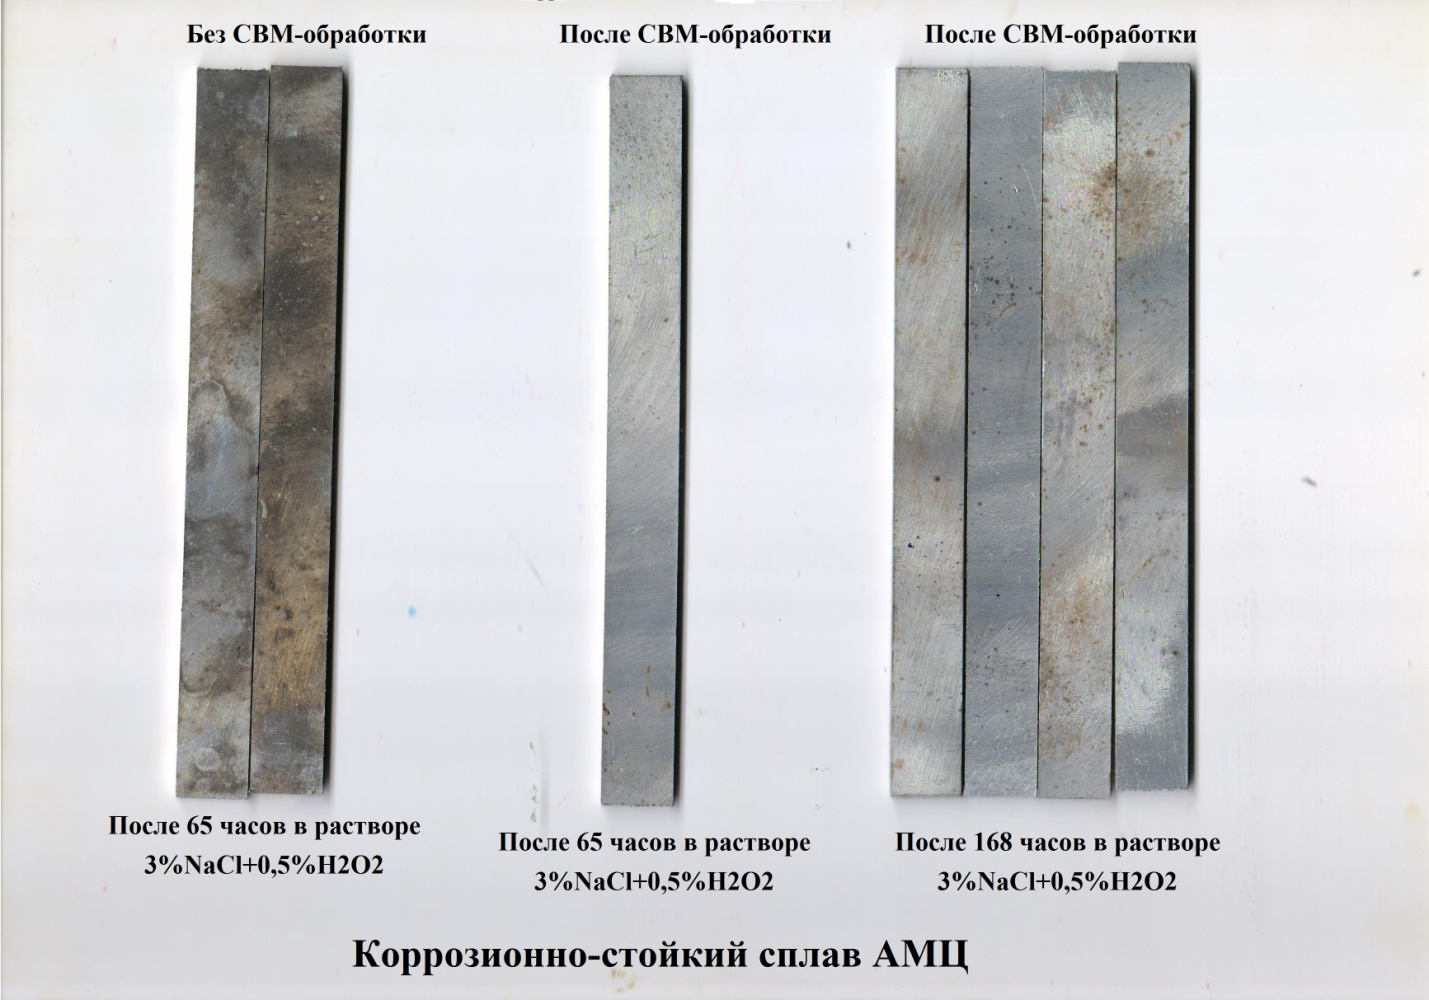 Без СВМ-обработки
После СВМ-обработки
После СВМ-обработки
После 65 часов в растворе
3%NaCl+0,5%H2O2
После 65 часов в растворе
3%NaCl+0,5%H2O2
После 168 часов в растворе
3%NaCl+0,5%H2O2
Коррозионно-стойкий сплав АМЦ